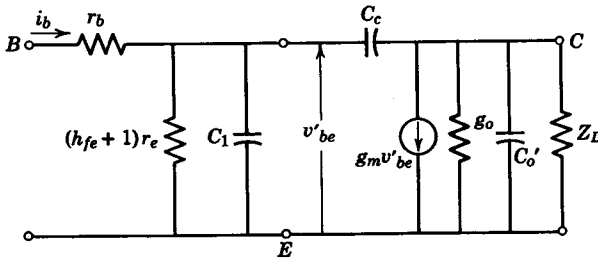 i_b
r_b
C_c
B
C
(h_fe + 1) r_e
C_1
v'_be
g_m v'_be
g_o
C_o'
Z_L
E